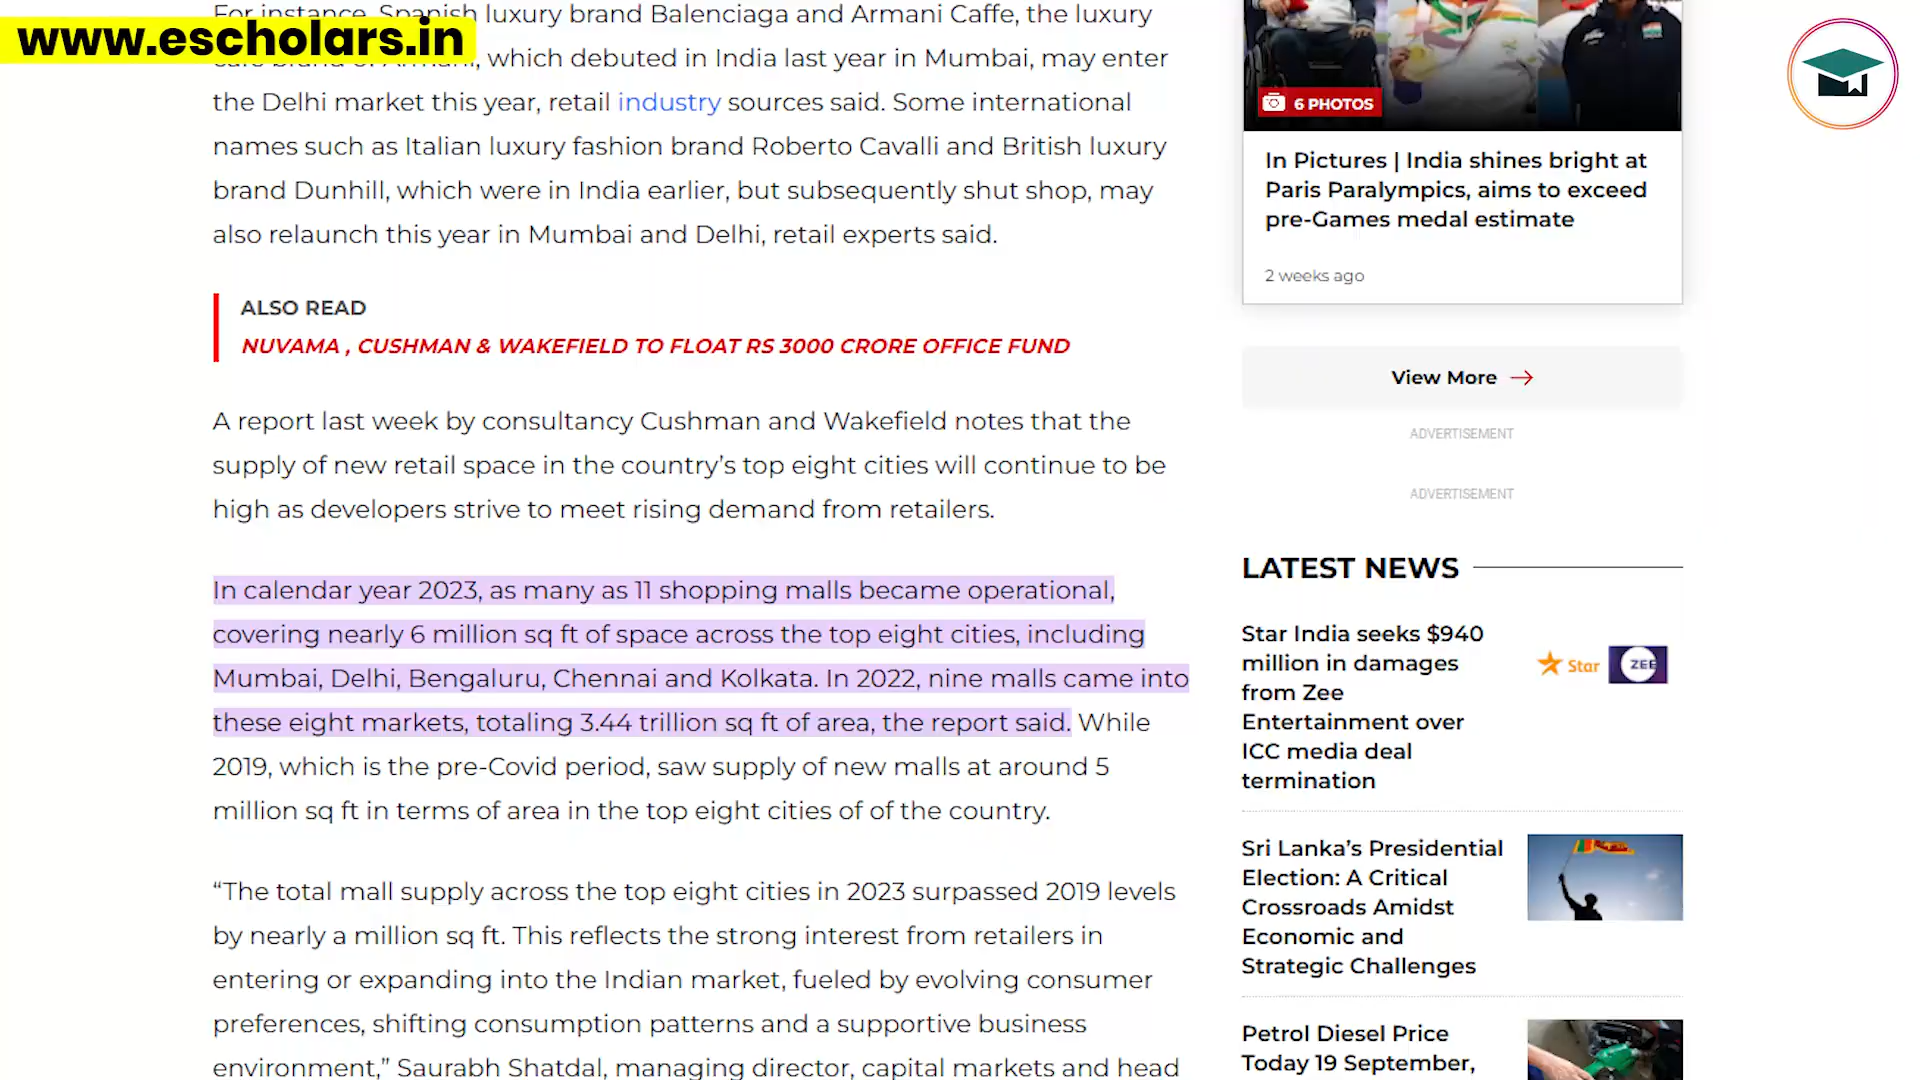 For instance, Spanish luxury brand Balenciaga and Armani Caffe, the luxury
www.escholars.in
which debuted in India last year in Mumbai, may enter
the Delhi market this year, retail industry sources said. Some international
names such as Italian luxury fashion brand Roberto Cavalli and British luxury
brand Dunhill, which were in India earlier, but subsequently shut shop, may
also relaunch this year in Mumbai and Delhi, retail experts said.
ALSO READ
NUVAMA , CUSHMAN & WAKEFIELD TO FLOAT RS 3000 CRORE OFFICE FUND
A report last week by consultancy Cushman and Wakefield notes that the
supply of new retail space in the country’s top eight cities will continue to be
high as developers strive to meet rising demand from retailers.
In calendar year 2023, as many as 11 shopping malls became operational,
covering nearly 6 million sq ft of space across the top eight cities, including
Mumbai, Delhi, Bengaluru, Chennai and Kolkata. In 2022, nine malls came into
these eight markets, totaling 3.44 trillion sq ft of area, the report said. While
2019, which is the pre-Covid period, saw supply of new malls at around 5
million sq ft in terms of area in the top eight cities of of the country.
“The total mall supply across the top eight cities in 2023 surpassed 2019 levels
by nearly a million sq ft. This reflects the strong interest from retailers in
entering or expanding into the Indian market, fueled by evolving consumer
preferences, shifting consumption patterns and a supportive business
environment,” Saurabh Shatdal, managing director, capital markets and head
6 PHOTOS
In Pictures | India shines bright at
Paris Paralympics, aims to exceed
pre-Games medal estimate
2 weeks ago
View More
ADVERTISEMENT
ADVERTISEMENT
LATEST NEWS
Star India seeks $940
million in damages
from Zee
Entertainment over
ICC media deal
termination
Star ZEE
Sri Lanka’s Presidential
Election: A Critical
Crossroads Amidst
Economic and
Strategic Challenges
Petrol Diesel Price
Today 19 September,